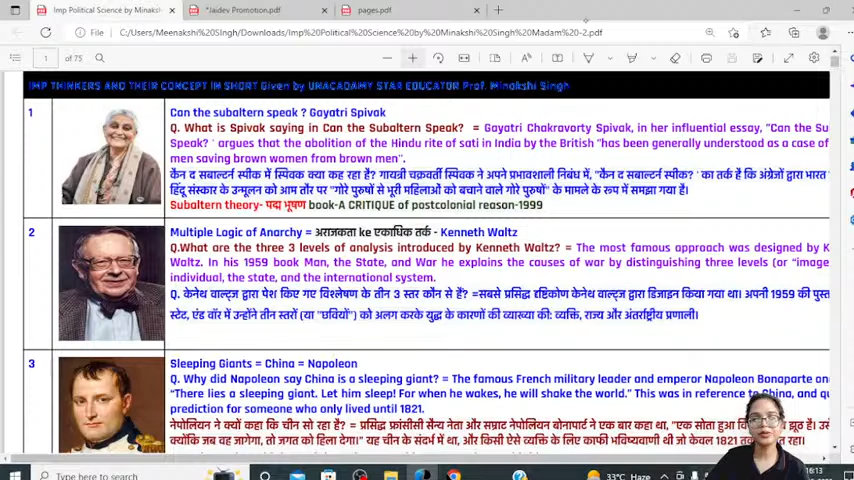 Imp Political Science by Minaksh
*Jaidev Promotion.pdf
pages.pdf
File
C:/Users/Meenakshi%20Singh/Downloads/Imp%20Political%20Science%20by%20Minakshi%20Singh%20Madam%20-2.pdf
1 of 75
IMP THINKERS AND THEIR CONCEPT IN SHORT Given by UNACADAMY STAR EDUCATOR Prof. Minakshi Singh
1
Can the subaltern speak ? Gayatri Spivak
Q. What is Spivak saying in Can the Subaltern Speak? = Gayatri Chakravorty Spivak, in her influential essay, "Can the Su
Speak? ' argues that the abolition of the Hindu rite of sati in India by the British "has been generally understood as a case of
men saving brown women from brown men".
कैन द सबाल्टर्न स्पीक में स्पिवक क्या कह रहा है? गायत्री चक्रवर्ती स्पिवक ने अपने प्रभावशाली निबंध में, "कैन द सबाल्टर्न स्पीक? ' का तर्क है कि अंग्रेजों द्वारा भारत
हिंदू संस्कार के उन्मूलन को आम तौर पर "गोरे पुरुषों से भूरी महिलाओं को बचाने वाले गोरे पुरुषों" के मामले के रूप में समझा गया है।
Subaltern theory- पद्म भूषण book-A CRITIQUE of postcolonial reason-1999
2
Multiple Logic of Anarchy = अराजकता ke एकाधिक तर्क - Kenneth Waltz
Q.What are the three 3 levels of analysis introduced by Kenneth Waltz? = The most famous approach was designed by K
Waltz. In his 1959 book Man, the State, and War he explains the causes of war by distinguishing three levels (or "image
individual, the state, and the international system.
Q. केनेथ वाल्ट्ज द्वारा पेश किए गए विश्लेषण के तीन 3 स्तर कौन से हैं? =सबसे प्रसिद्ध दृष्टिकोण केनेथ वाल्ट्ज द्वारा डिजाइन किया गया था। अपनी 1959 की पुस्त
स्टेट, एंड वॉर में उन्होंने तीन स्तरों (या "छवियों") को अलग करके युद्ध के कारणों की व्याख्या की: व्यक्ति, राज्य और अंतर्राष्ट्रीय प्रणाली।
3
Sleeping Giants = China = Napoleon
Q. Why did Napoleon say China is a sleeping giant? = The famous French military leader and emperor Napoleon Bonaparte on
"There lies a sleeping giant. Let him sleep! For when he wakes, he will shake the world." This was in reference to China, and qu
prediction for someone who only lived until 1821.
नेपोलियन ने क्यों कहा कि चीन सो रहा है? = प्रसिद्ध फ्रांसीसी सैन्य नेता और सम्राट नेपोलियन बोनापार्ट ने एक बार कहा था, "एक सोता हुआ झूठ है। उसे
क्योंकि जब वह जागेगा, तो जगत को हिला देगा।" यह चीन के संदर्भ में था, और किसी ऐसे व्यक्ति के लिए काफी भविष्यवाणी थी जो केवल 1821 रहा।
Type here to search
33°C Haze
16:13